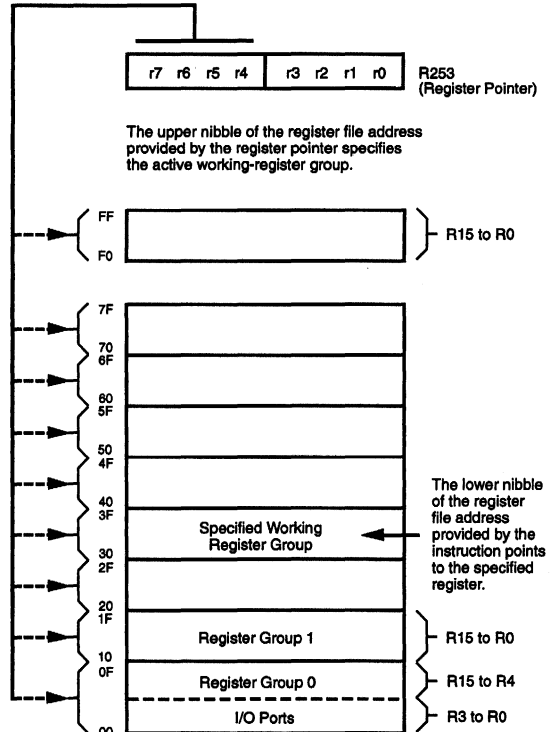 r7 r6 r5 r4 r3 r2 r1 r0
R253
(Register Pointer)
The upper nibble of the register file address
provided by the register pointer specifies
the active working-register group.
FF
R15 to R0
F0
7F
70
6F
60
5F
50
4F
40
3F
Specified Working
Register Group
The lower nibble
of the register
file address
provided by the
instruction points
to the specified
register.
30
2F
20
1F
Register Group 1
R15 to R0
10
0F
Register Group 0
R15 to R4
I/O Ports
R3 to R0
00